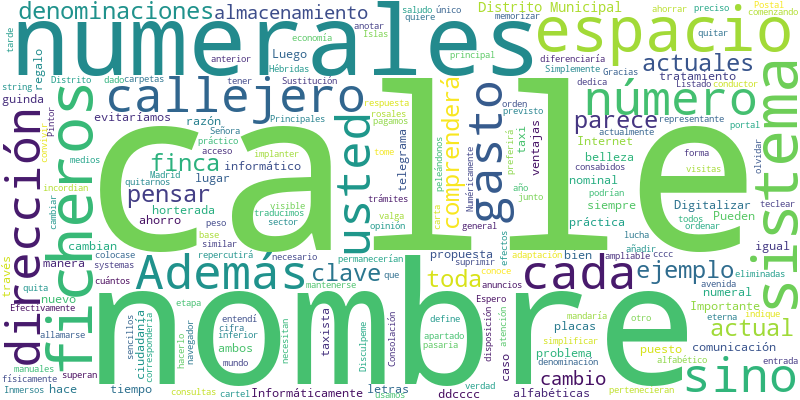 denominaciones almacenamiento saludo único Distrito Municipal ahorrar preciso Postal
numerales espacio
tarde economía anotar Islas quiere memorizar comenzando
anterior Luego principal diferenciaría quitar
Hébridas Sustitución Simplemente Gracias actuales
string carpetas Distrito dado tener dedica tratamiento Listado conductor
guinda regalo callejero número sistema
Pintor evitaríamos Principales respuesta rosales pagamos orden previsto
razón Señora práctico telegrama taxi ventajas parece representante actualmente portal olvidar
dirección ficheros convivir medios acceso implanter usted comprenderá gasto Internet forma
finca Madrid informático preferirá belleza consabidos visitas
incordian quitarnos lugar peleándonos Numéricamente año nominal podrían teclear
cambiar pensar tome junto siempre Digitalizar
horterada visible trámites carta práctica todos ordenar
ahorro peso base traducimos sector valga opinión general lucha Pueden
calle
cambian similar necesario propuesta bien añadir igual
través manera repercutirá permanecerían suprimir efectos cccc ampliable
quita systemas Además clave toda cada ejemplo adaptación eliminadas
nuevo cuántos colocase que mantenerse conoce anuncios avenida
Efectivamente etapa numeral Importante eterna indique
allamarse ciudadanía taxista Consolación Espero placas actual
sencillos correspondería entendí cifra define otro mandaría comunicación
físicamente hacerlo navegador ambos inferior necesitan Disculpeme apartado pasaria atención disposición problema puesto alfabético
manuales superan nombre caso cambio simplificar denominación entrada
Inmersos hace tiempo consultas mundo usamos verdad sino
cartel Informáticamente letras ddcccc alfabéticas pertenecieran